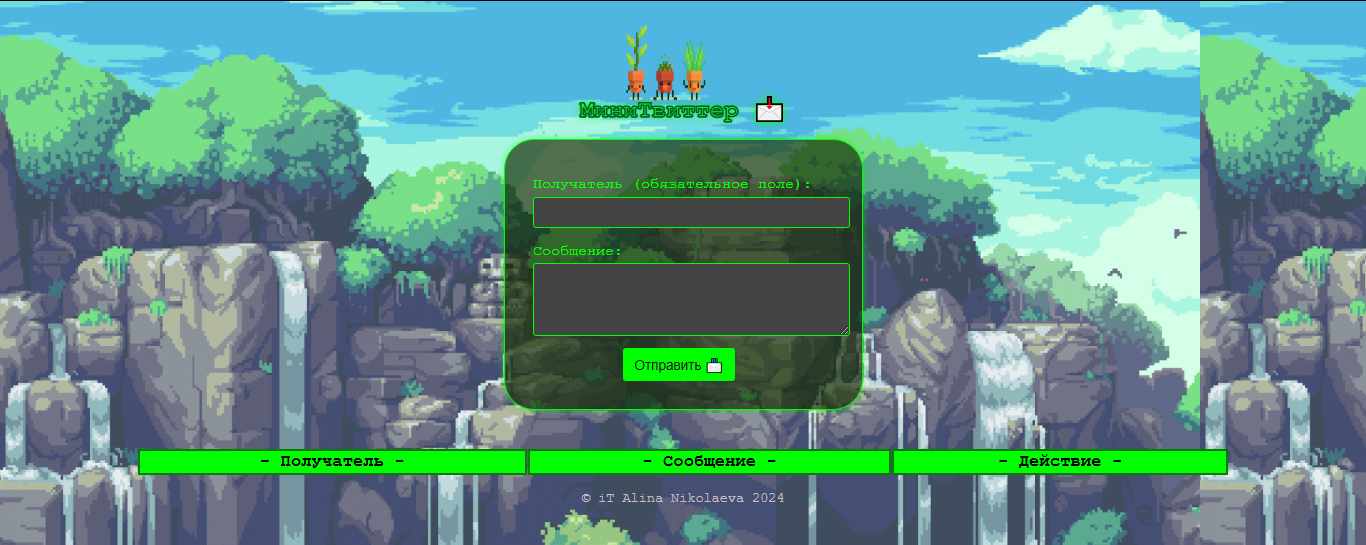 МиниТвиттер
Получатель (обязательное поле):
Сообщение:
Отправить
- Получатель - - Сообщение - - Действие -
© iT Alina Nikolaeva 2024